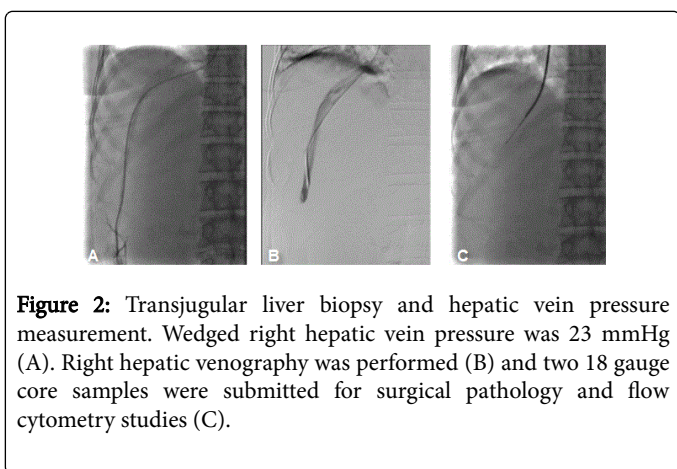 A B C
Figure 2: Transjugular liver biopsy and hepatic vein pressure
measurement. Wedged right hepatic vein pressure was 23 mmHg
(A). Right hepatic venography was performed (B) and two 18 gauge
core samples were submitted for surgical pathology and flow
cytometry studies (C).